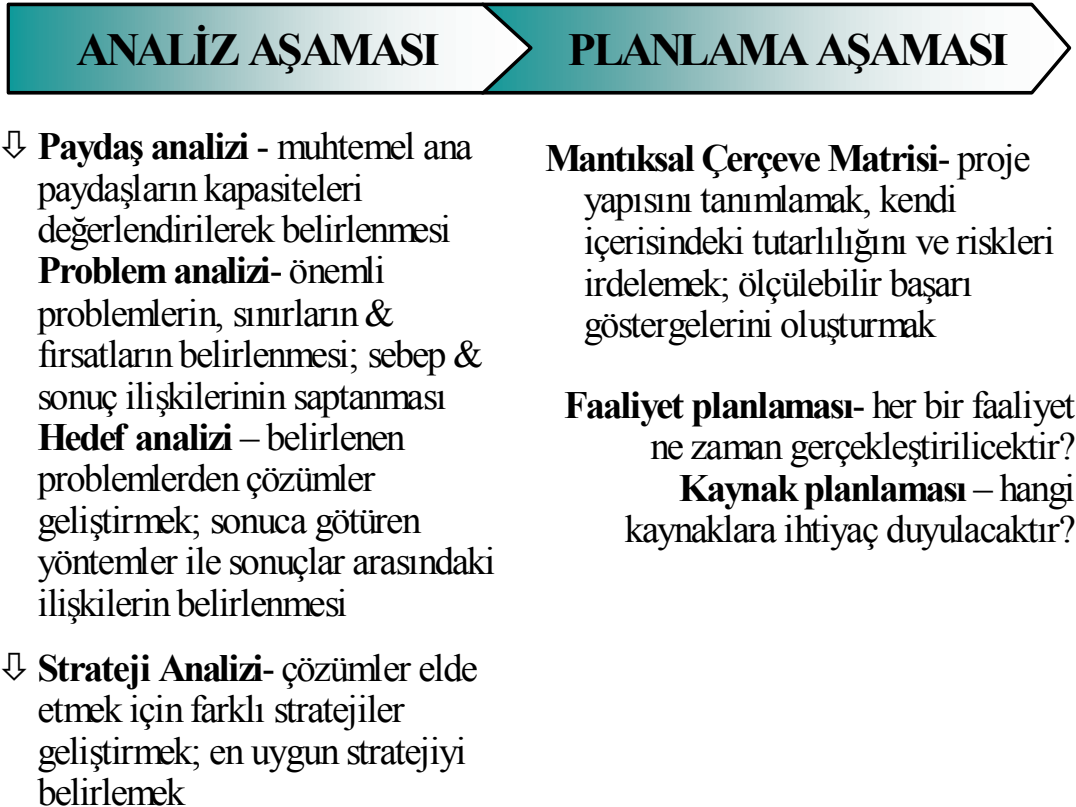 ANALİZ AŞAMASI
PLANLAMA AŞAMASI
⇩ Paydaş analizi - muhtemel ana
paydaşların kapasiteleri
değerlendirilerek belirlenmesi
Problem analizi- önemli
problemlerin, sınırların &
fırsatların belirlenmesi; sebep &
sonuç ilişkilerinin saptanması
Hedef analizi – belirlenen
problemlerden çözümler
geliştirmek; sonuca götüren
yöntemler ile sonuçlar arasındaki
ilişkilerin belirlenmesi
⇩ Strateji Analizi- çözümler elde
etmek için farklı stratejiler
geliştirmek; en uygun stratejiyi
belirlemek
Mantıksal Çerçeve Matrisi- proje
yapısını tanımlamak, kendi
içerisindeki tutarlılığını ve riskleri
irdelemek; ölçülebilir başarı
göstergelerini oluşturmak
Faaliyet planlaması- her bir faaliyet
ne zaman gerçekleştirilicektir?
Kaynak planlaması – hangi
kaynaklara ihtiyaç duyulacaktır?